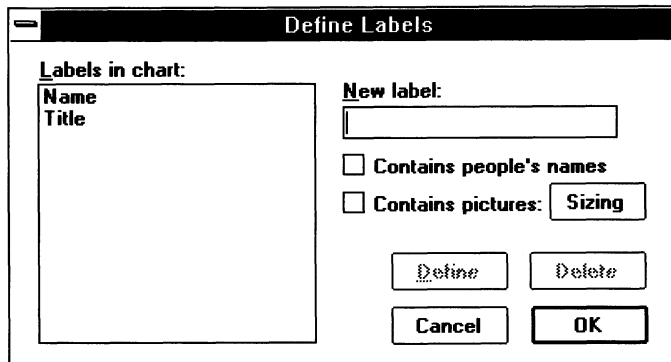 Define Labels
Labels in chart:
Name
Title
New label:
Contains people's names
Contains pictures:
Sizing
Define
Delete
Cancel
OK